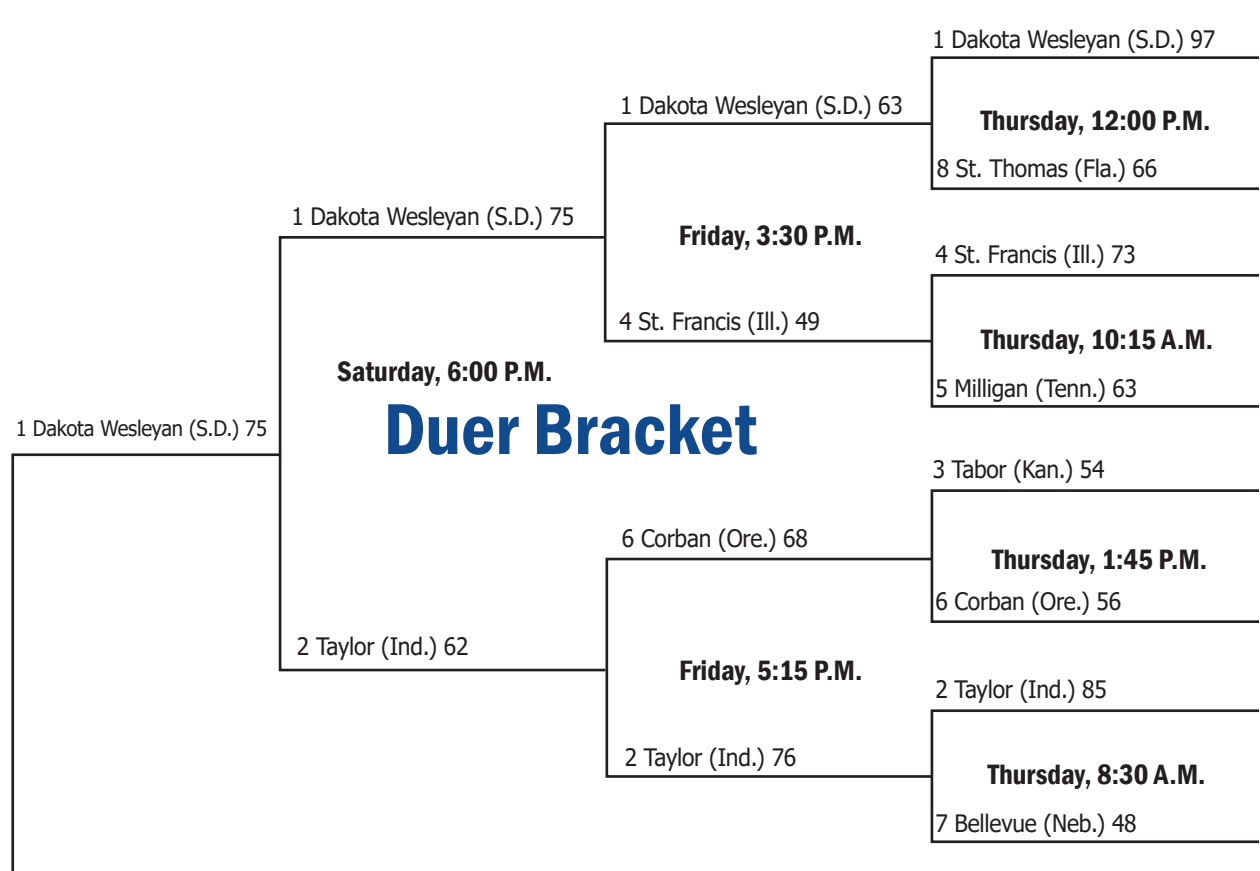 1 Dakota Wesleyan (S.D.) 97
Thursday, 12:00 P.M.
8 St. Thomas (Fla.) 66
1 Dakota Wesleyan (S.D.) 63
Friday, 3:30 P.M.
4 St. Francis (Ill.) 49
4 St. Francis (Ill.) 73
Thursday, 10:15 A.M.
5 Milligan (Tenn.) 63
1 Dakota Wesleyan (S.D.) 75
Saturday, 6:00 P.M.
Duer Bracket
1 Dakota Wesleyan (S.D.) 75
2 Taylor (Ind.) 62
3 Tabor (Kan.) 54
Thursday, 1:45 P.M.
6 Corban (Ore.) 56
6 Corban (Ore.) 68
Friday, 5:15 P.M.
2 Taylor (Ind.) 76
2 Taylor (Ind.) 85
Thursday, 8:30 A.M.
7 Bellevue (Neb.) 48